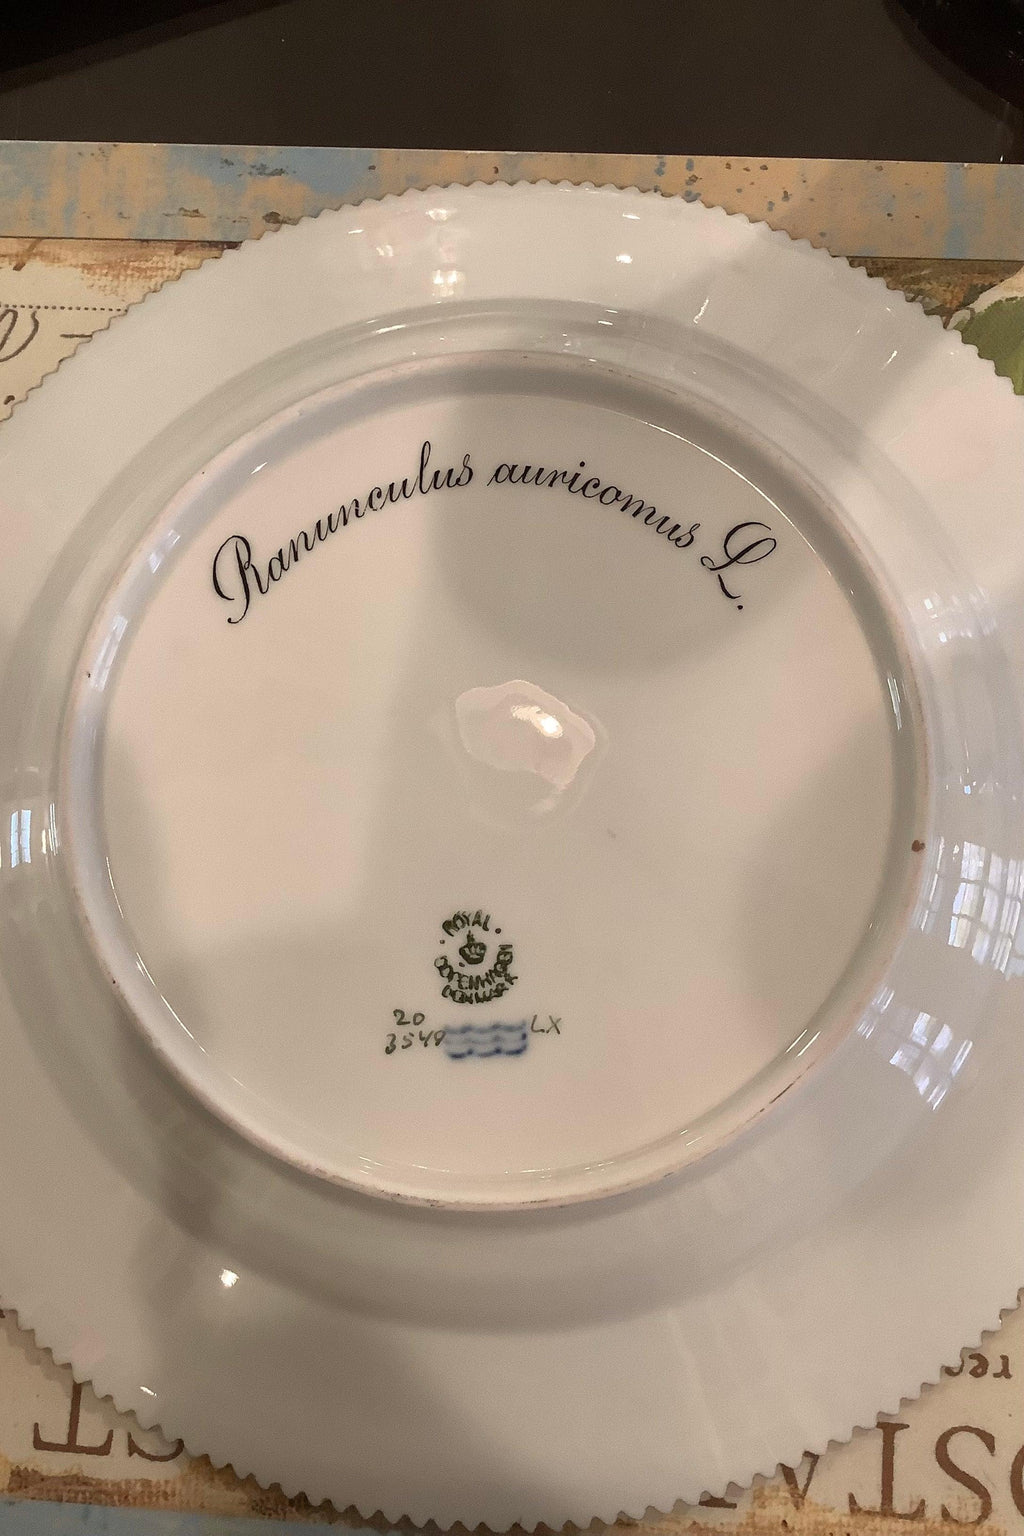 Ranunculus auricomus L.
ROYAL
COPENHAGEN
DENMARK
20
3549
LX